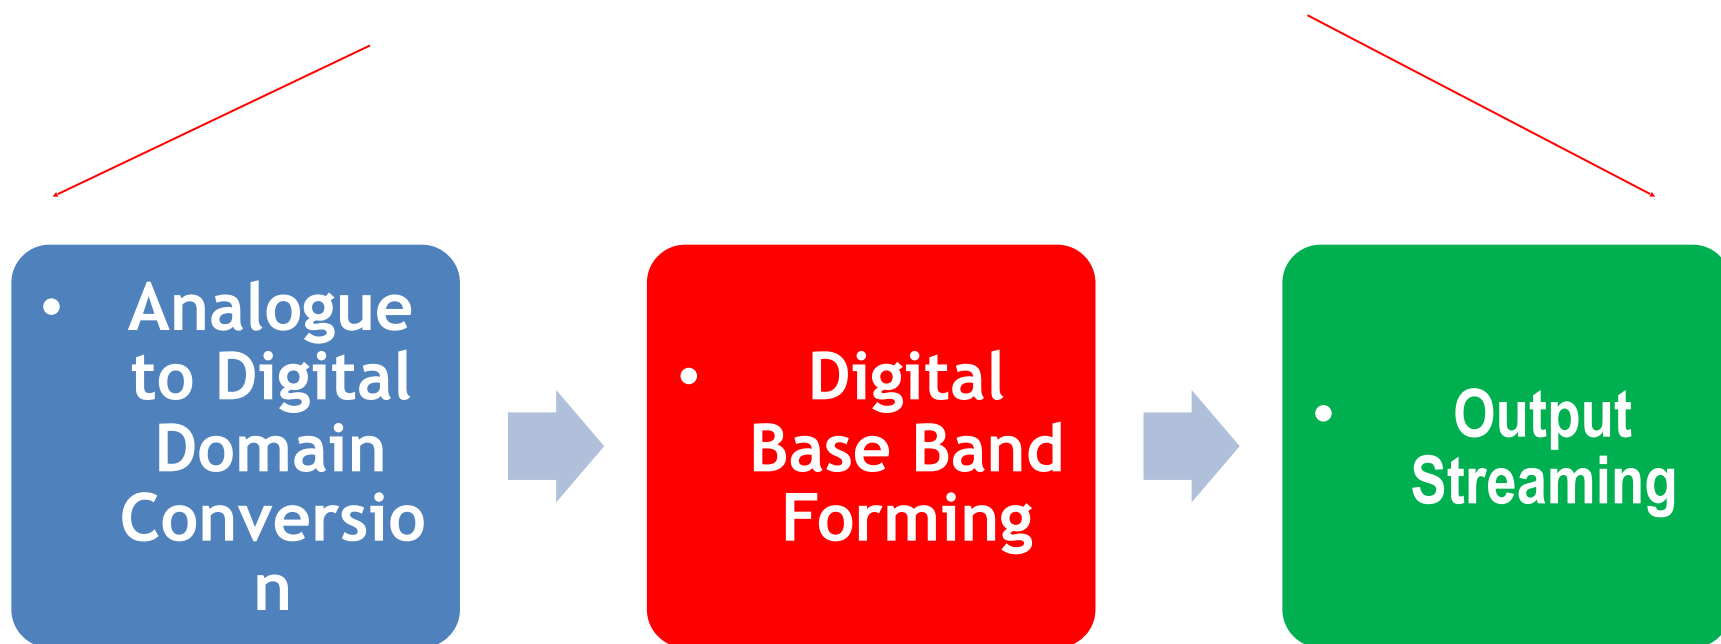 • Analogue
to Digital
Domain
Conversio
n
• Digital
Base Band
Forming
• Output
Streaming